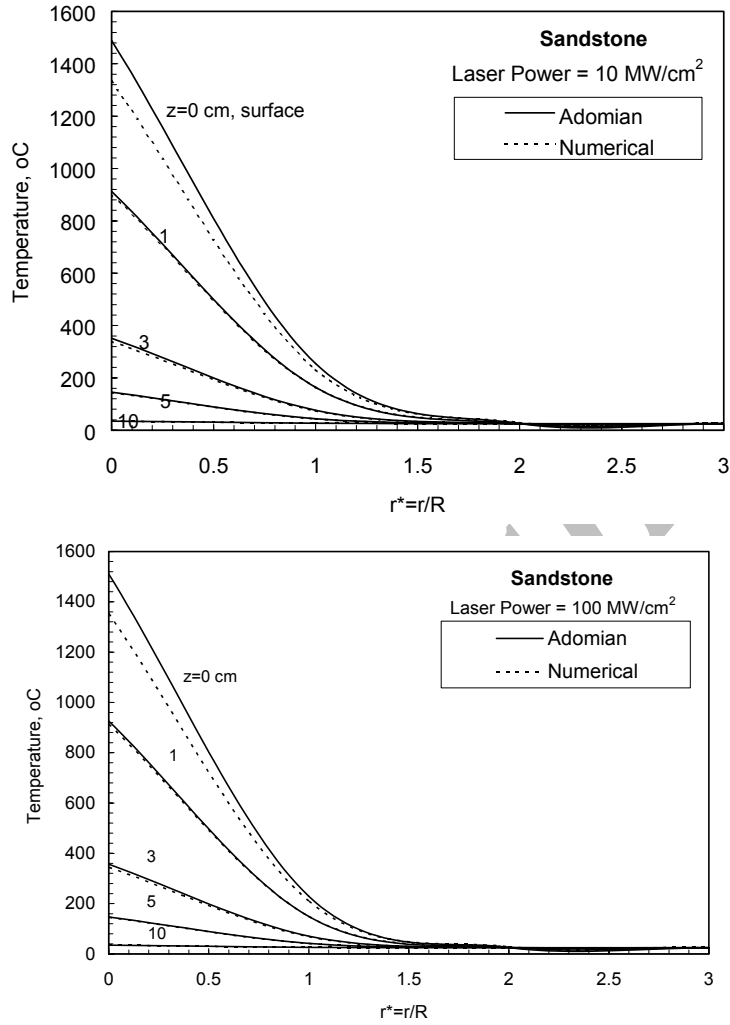 1600
1400
1200
1000
800
600
400
200
0
Temperature, oC
Sandstone
Laser Power = 10 MW/cm²
Adomian
Numerical
z=0 cm, surface
1
3
5
10
0
0.5
1
1.5
2
2.5
3
r*=r/R
1600
1400
1200
1000
800
600
400
200
0
Temperature, oC
Sandstone
Laser Power = 100 MW/cm²
Adomian
Numerical
z=0 cm
1
3
5
10
0
0.5
1
1.5
2
2.5
3
r*=r/R